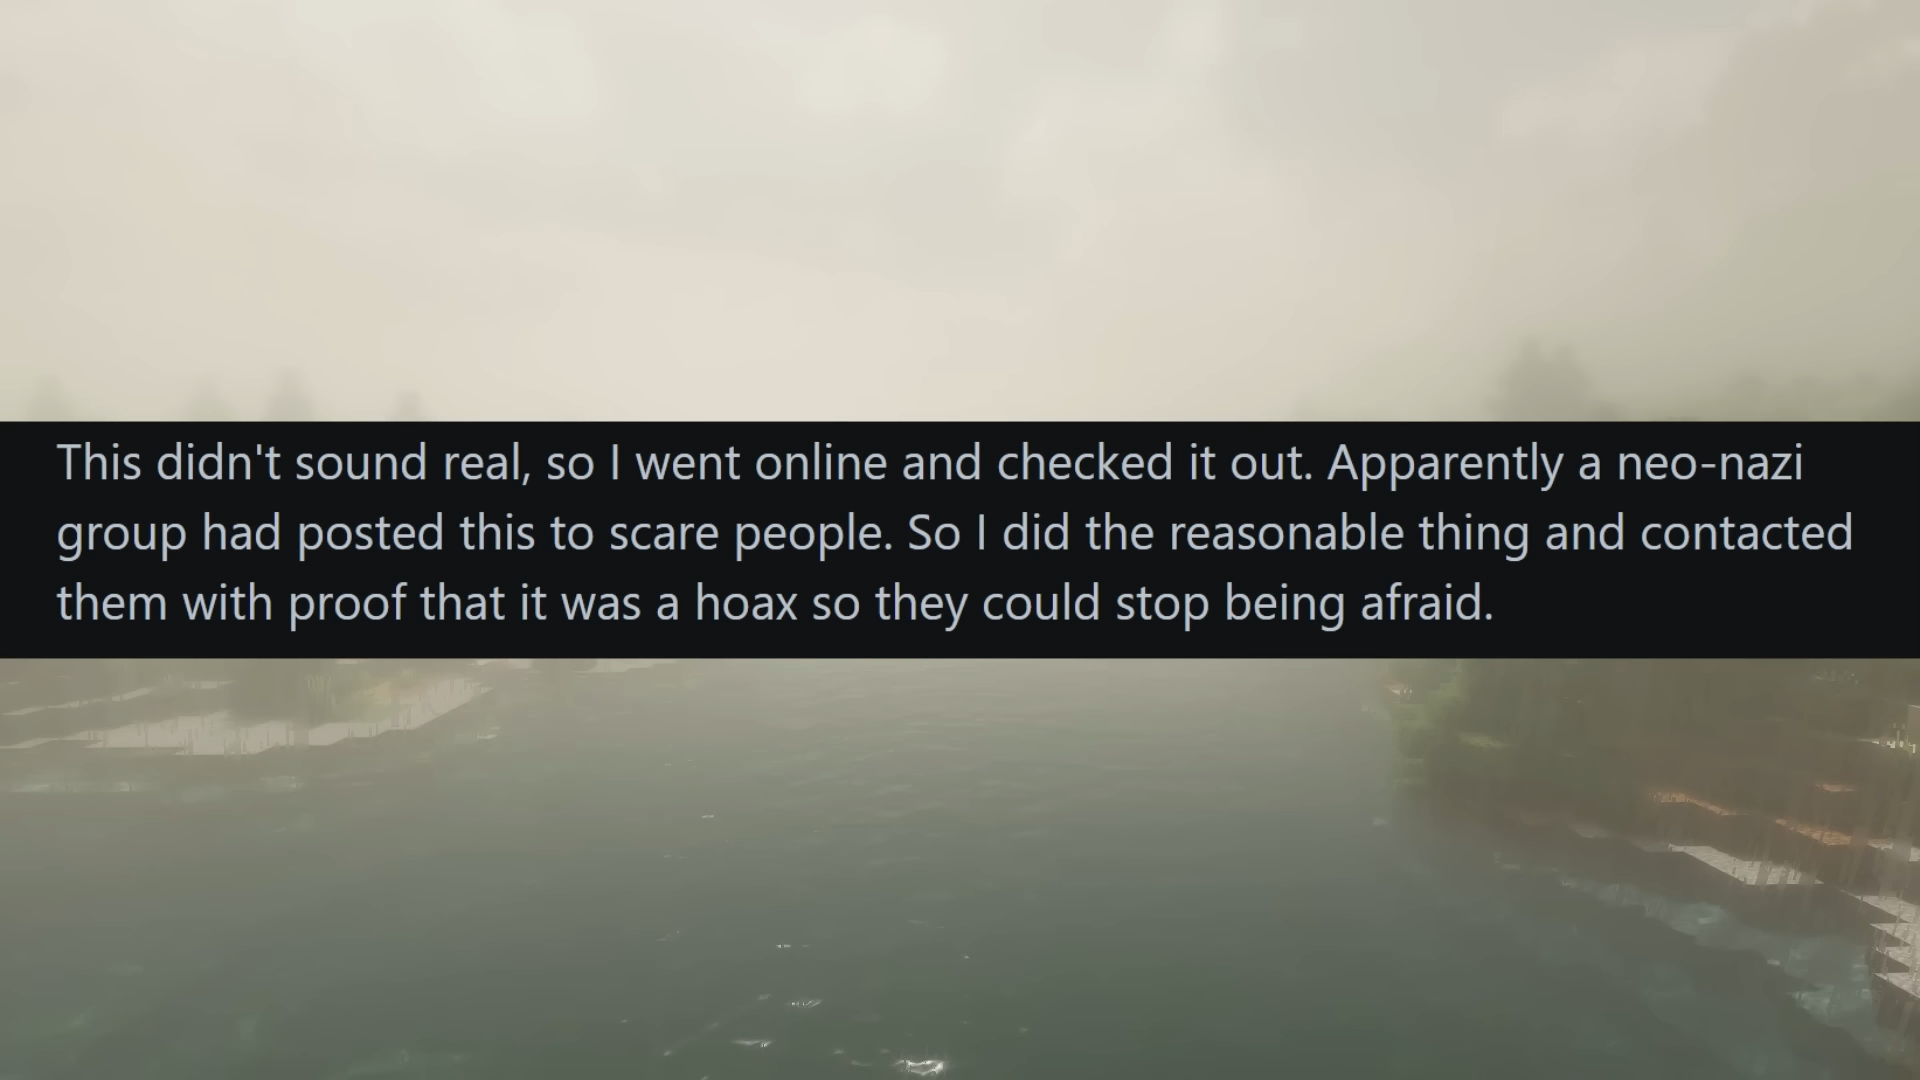 This didn't sound real, so I went online and checked it out. Apparently a neo-nazi
group had posted this to scare people. So I did the reasonable thing and contacted
them with proof that it was a hoax so they could stop being afraid.